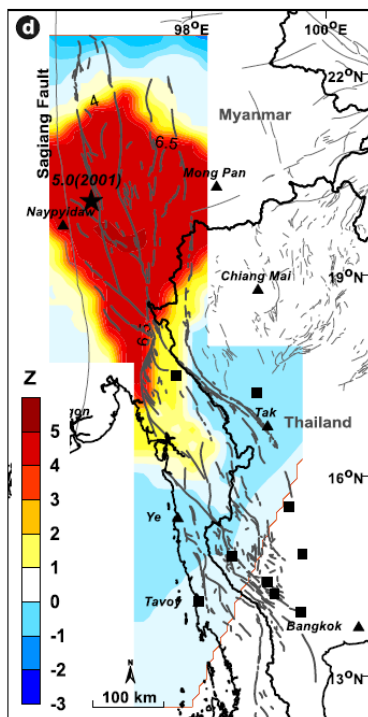 d
98°E
100°E
22°N
Sagiang Fault
4
Myanmar
6.5
5.0(2001)
Mong Pan
Naypyidaw
Chiang Mai
19°N
6.5
Z
5
4
3
2
1
0
-1
-2
-3
Tak
Thailand
16°N
Ye
Tavoy
Bangkok
N
13°N
100 km